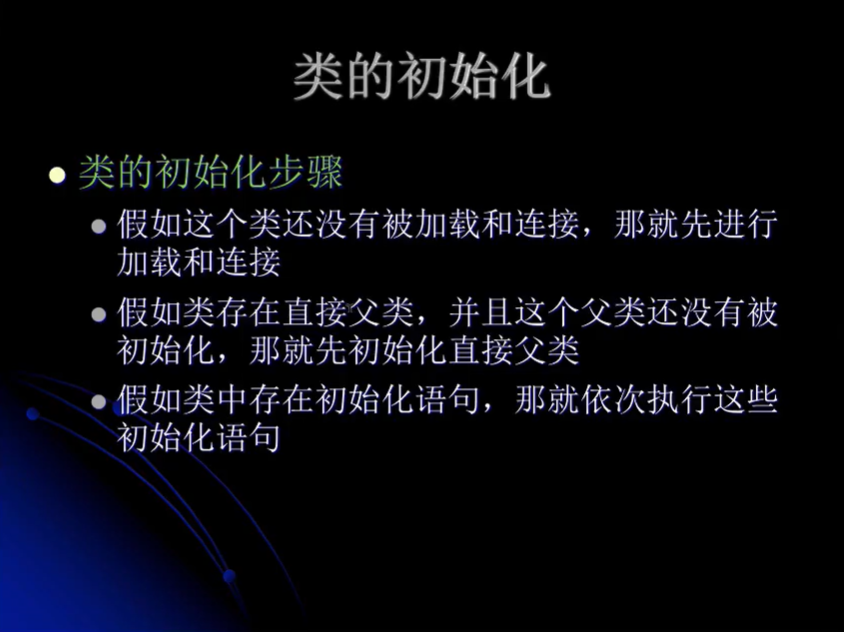 类的初始化
类的初始化步骤
假如这个类还没有被加载和连接，那就先进行
加载和连接
假如类存在直接父类，并且这个父类还没有被
初始化，那就先初始化直接父类
假如类中存在初始化语句，那就依次执行这些
初始化语句